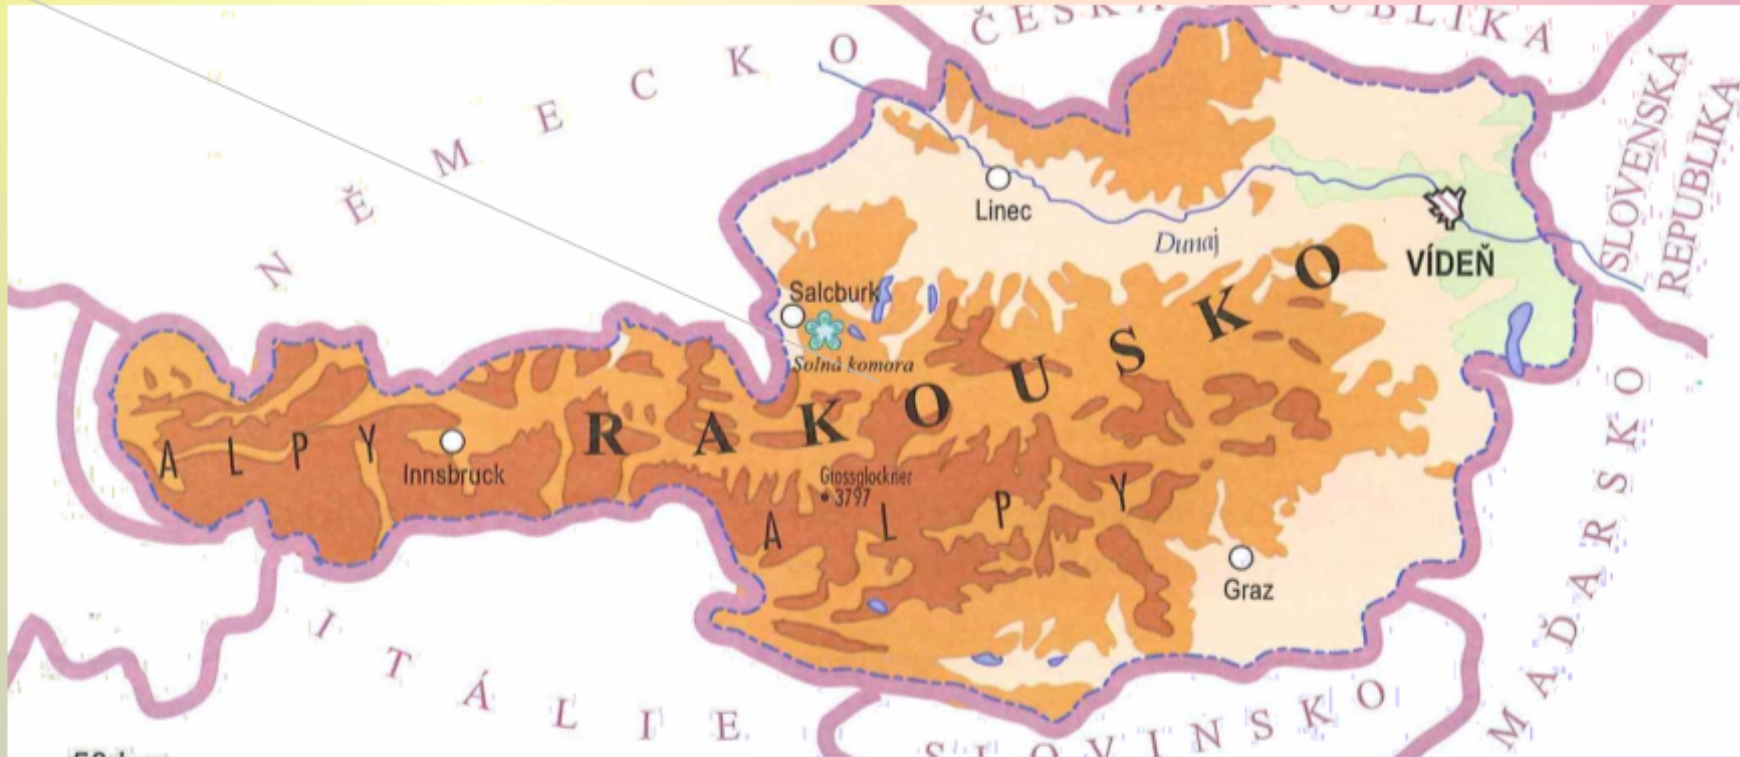 ČESKÁ REPUBLIKA
NĚMECKO
SLOVENSKÁ
REPUBLIKA
Linec
Dunaj
VÍDEŇ
Salcburk
Solná komora
RAKOUSKO
ALPY
Innsbruck
Grossglockner
3797
ALPY
Graz
MAĎARSKO
ITÁLIE
SLOVINSKO